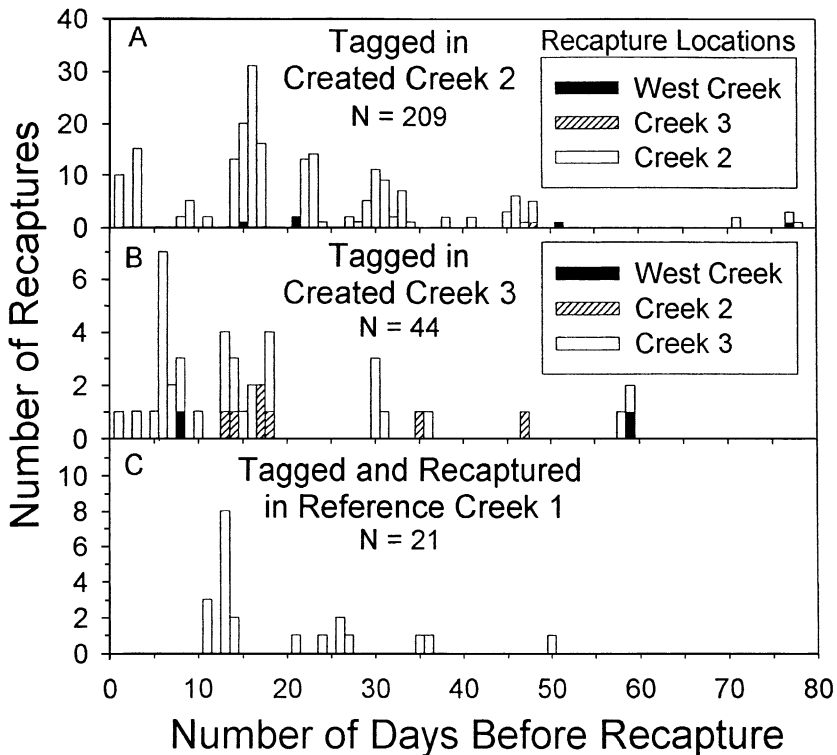 Number of Recaptures
40
30
20
10
0
A
Tagged in
Created Creek 2
N = 209
Recapture Locations
West Creek
Creek 3
Creek 2
6
4
2
0
B
Tagged in
Created Creek 3
N = 44
West Creek
Creek 2
Creek 3
10
8
6
4
2
0
C
Tagged and Recaptured
in Reference Creek 1
N = 21
0 10 20 30 40 50 60 70 80
Number of Days Before Recapture